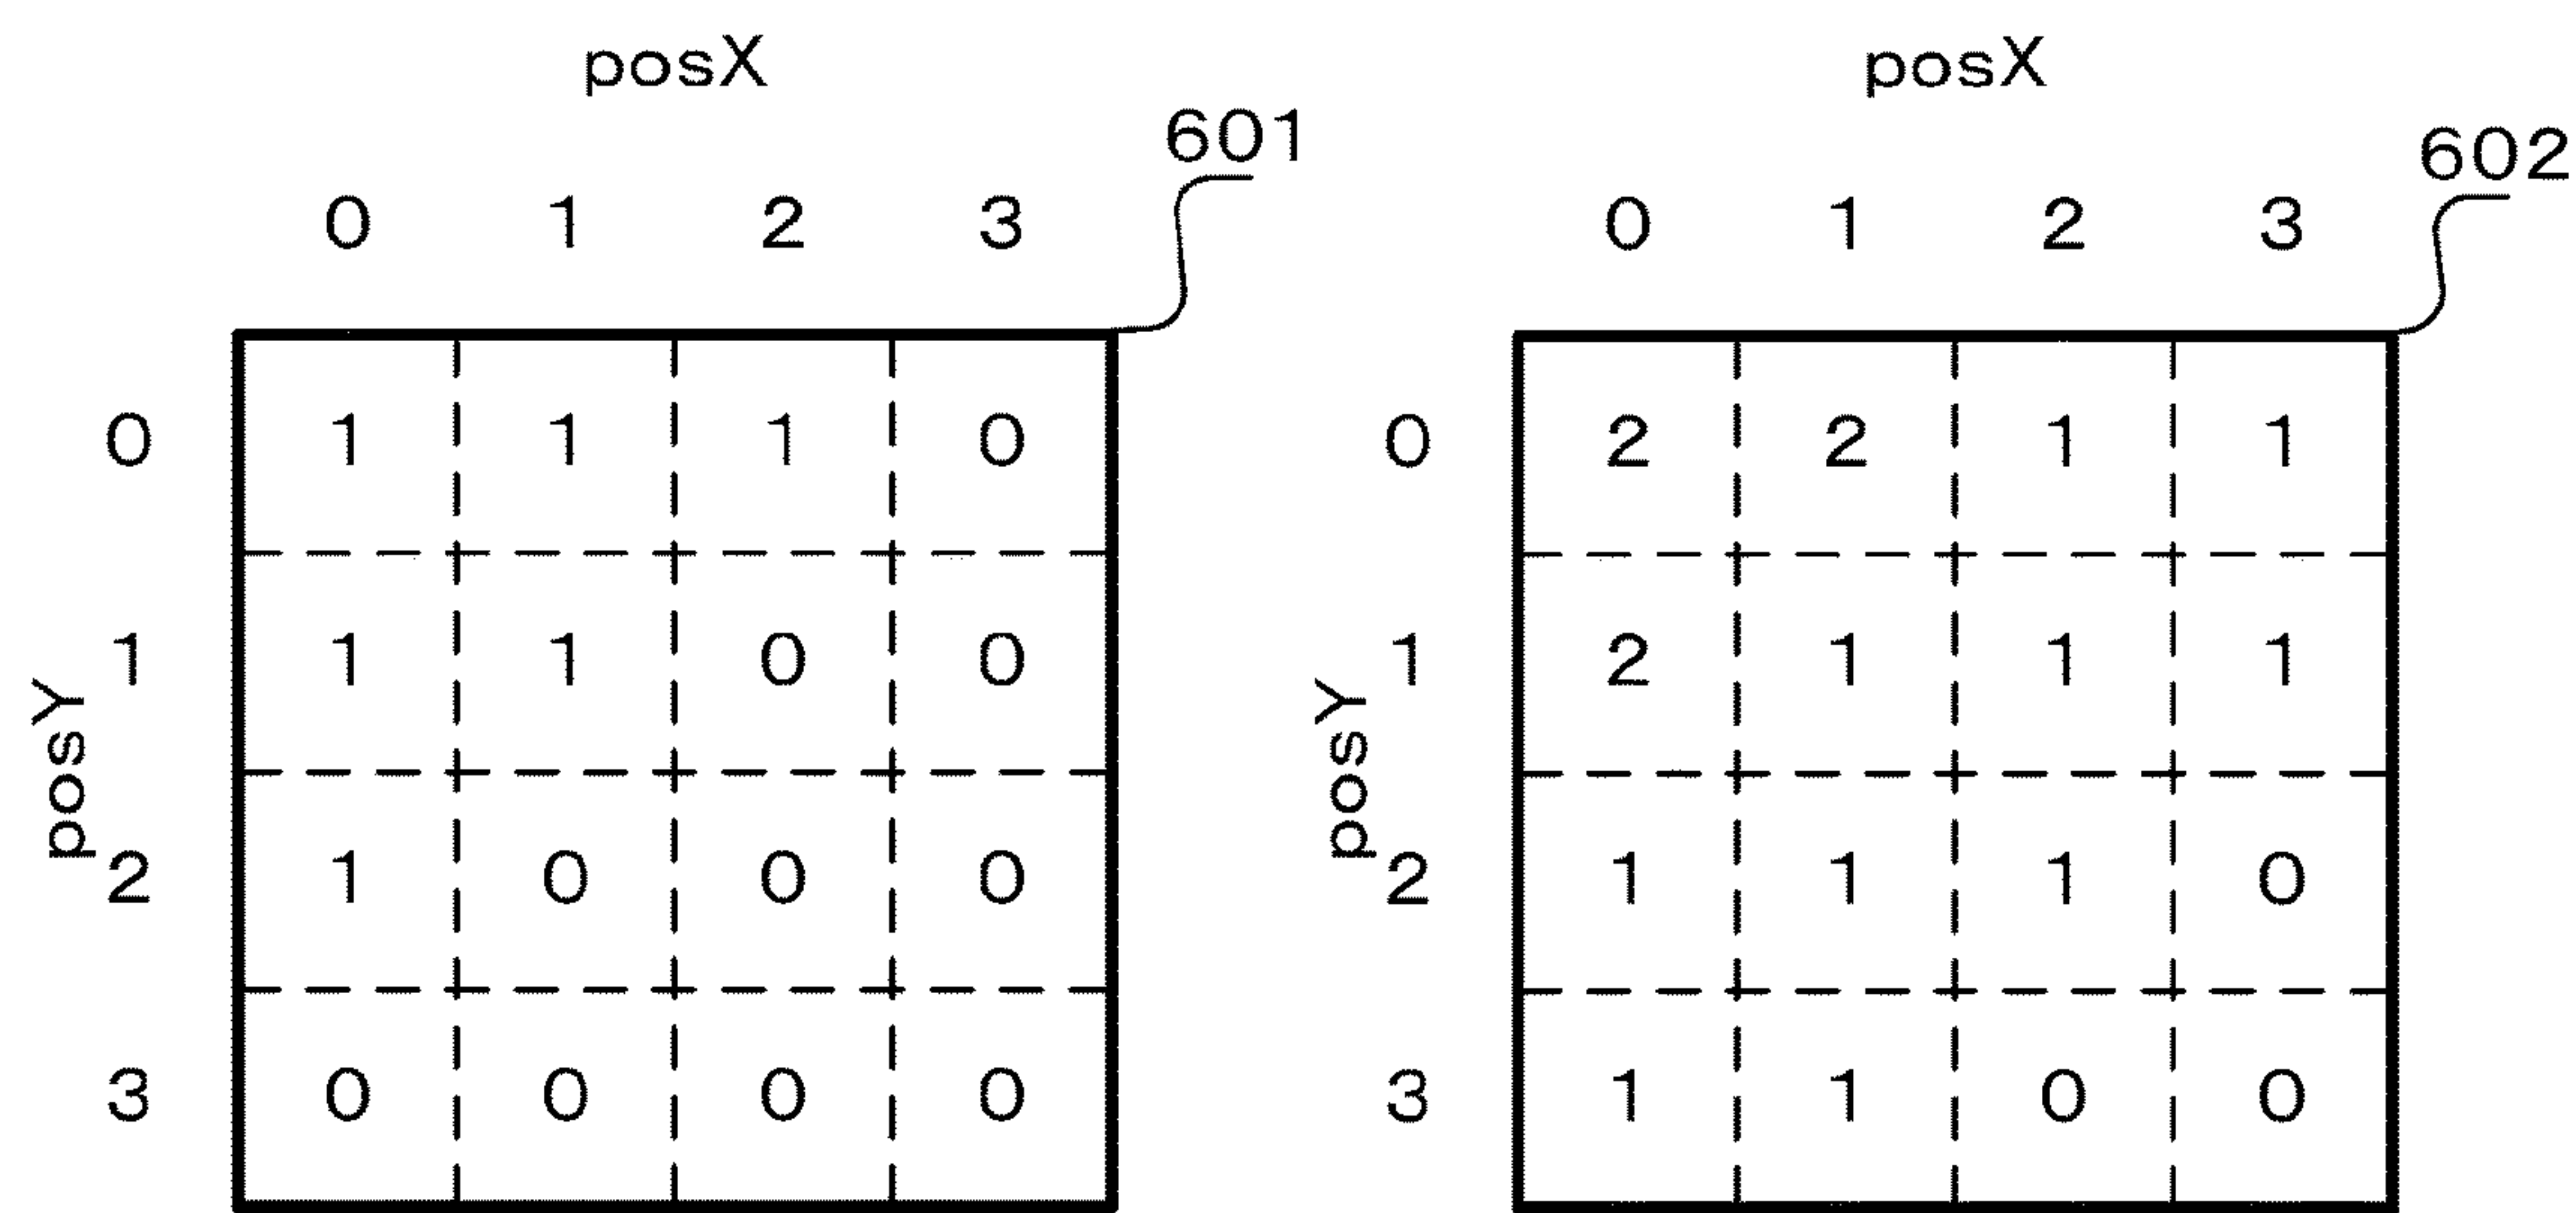 posX
601
0 1 2 3
posY
0 1 1 1 0
1 1 1 0 0
2 1 0 0 0
3 0 0 0 0
posX
602
0 1 2 3
posY
0 2 2 1 1
1 2 1 1 1
2 1 1 1 0
3 1 1 0 0